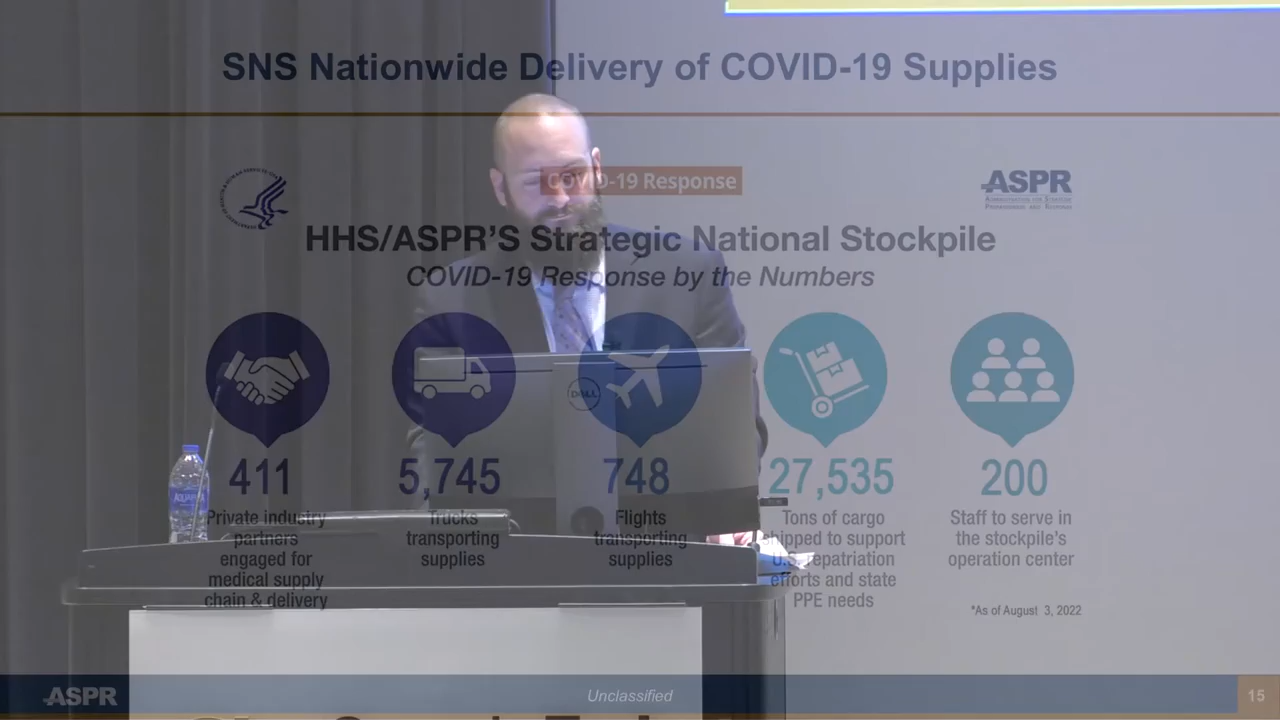 SNS Nationwide Delivery of COVID-19 Supplies
COVID-19 Response
ASPR
HHS/ASPR'S Strategic National Stockpile
COVID-19 Response by the Numbers
411
Private industry
partners
engaged for
medical supply
chain & delivery
5,745
Trucks
transporting
supplies
748
Flights
transporting
supplies
27,535
Tons of cargo
shipped to support
U.S. repatriation
efforts and state
PPE needs
200
Staff to serve in
the stockpile's
operation center
*As of August 3, 2022
DELL
AQUAFINA
ASPR
Unclassified
15